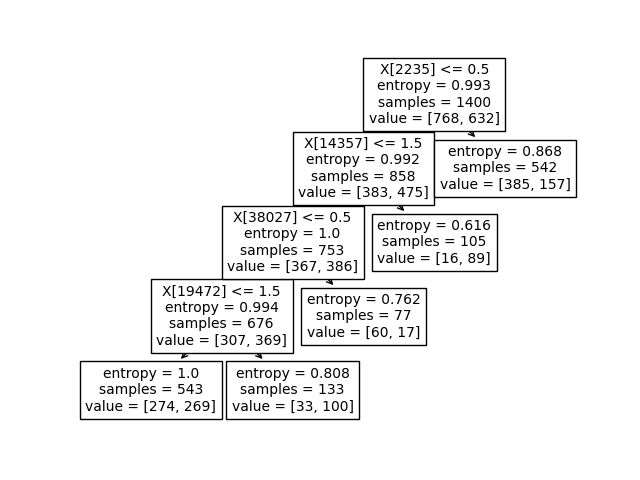 X[2235] <= 0.5
entropy = 0.993
samples = 1400
value = [768, 632]
X[14357] <= 1.5
entropy = 0.992
samples = 858
value = [383, 475]
entropy = 0.868
samples = 542
value = [385, 157]
X[38027] <= 0.5
entropy = 1.0
samples = 753
value = [367, 386]
entropy = 0.616
samples = 105
value = [16, 89]
X[19472] <= 1.5
entropy = 0.994
samples = 676
value = [307, 369]
entropy = 0.762
samples = 77
value = [60, 17]
entropy = 1.0
samples = 543
value = [274, 269]
entropy = 0.808
samples = 133
value = [33, 100]